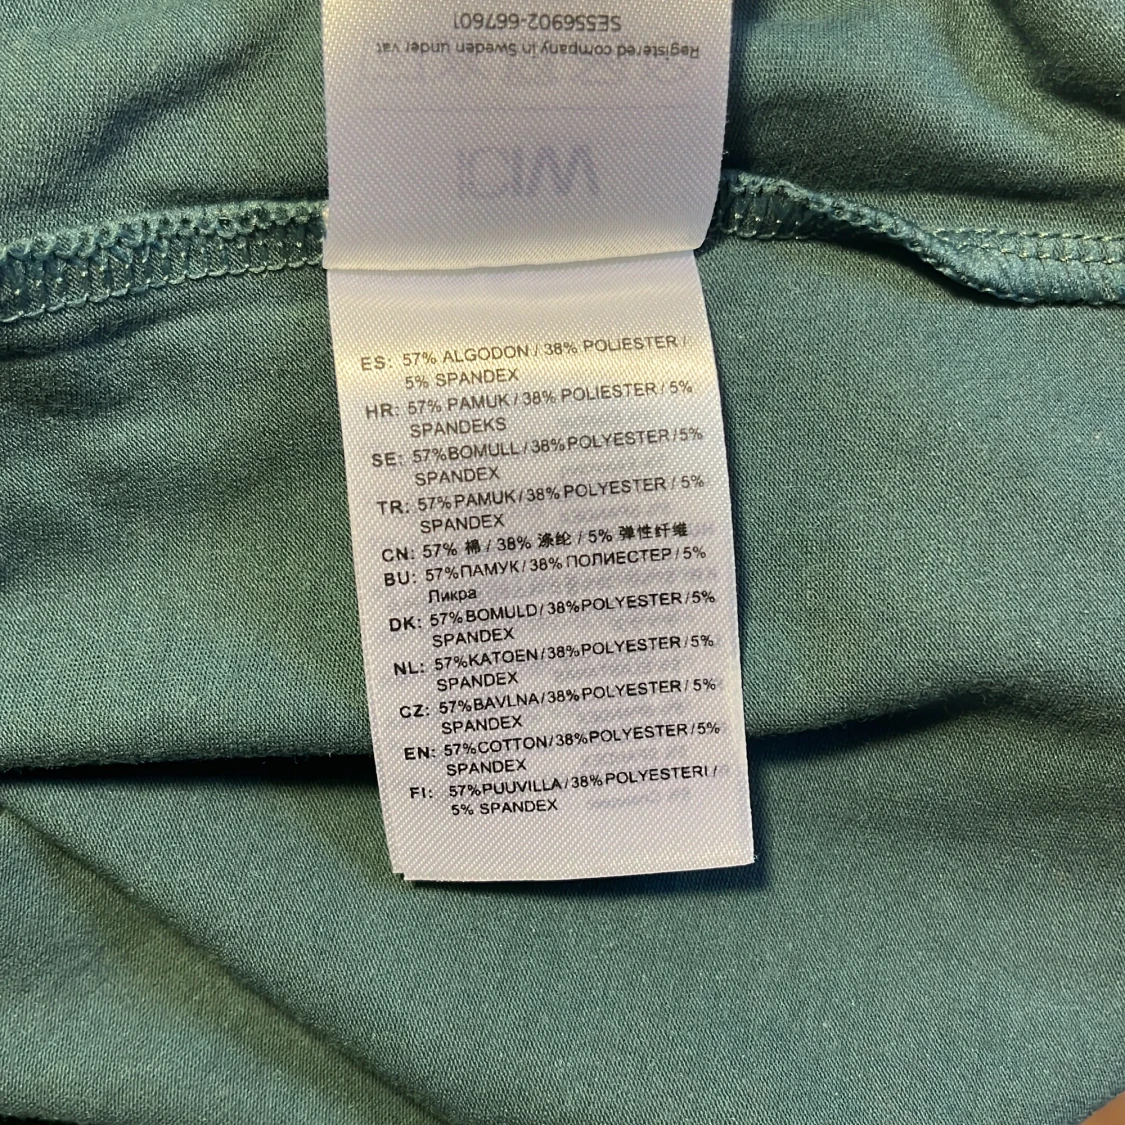 SE556902-667601
Registered company in Sweden under vat
ES: 57% ALGODON / 38% POLIESTER /
5% SPANDEX
HR: 57% PAMUK / 38% POLIESTER / 5%
SPANDEKS
SE: 57%BOMULL/38%POLYESTER/5%
SPANDEX
TR: 57%PAMUK/38%POLYESTER / 5%
SPANDEX
CN: 57% 棉 / 38% 涤纶 / 5% 弹性纤维
BU: 57%ПАМУК/38% ПОЛИЕСТЕР/5%
Пикра
DK: 57%BOMULD/38%POLYESTER/5%
SPANDEX
NL: 57%KATOEN/38%POLYESTER/5%
SPANDEX
CZ: 57%BAVLNA/38%POLYESTER/5%
SPANDEX
EN: 57%COTTON/38%POLYESTER/5%
SPANDEX
FI: 57%PUUVILLA/38%POLYESTERI/
5% SPANDEX